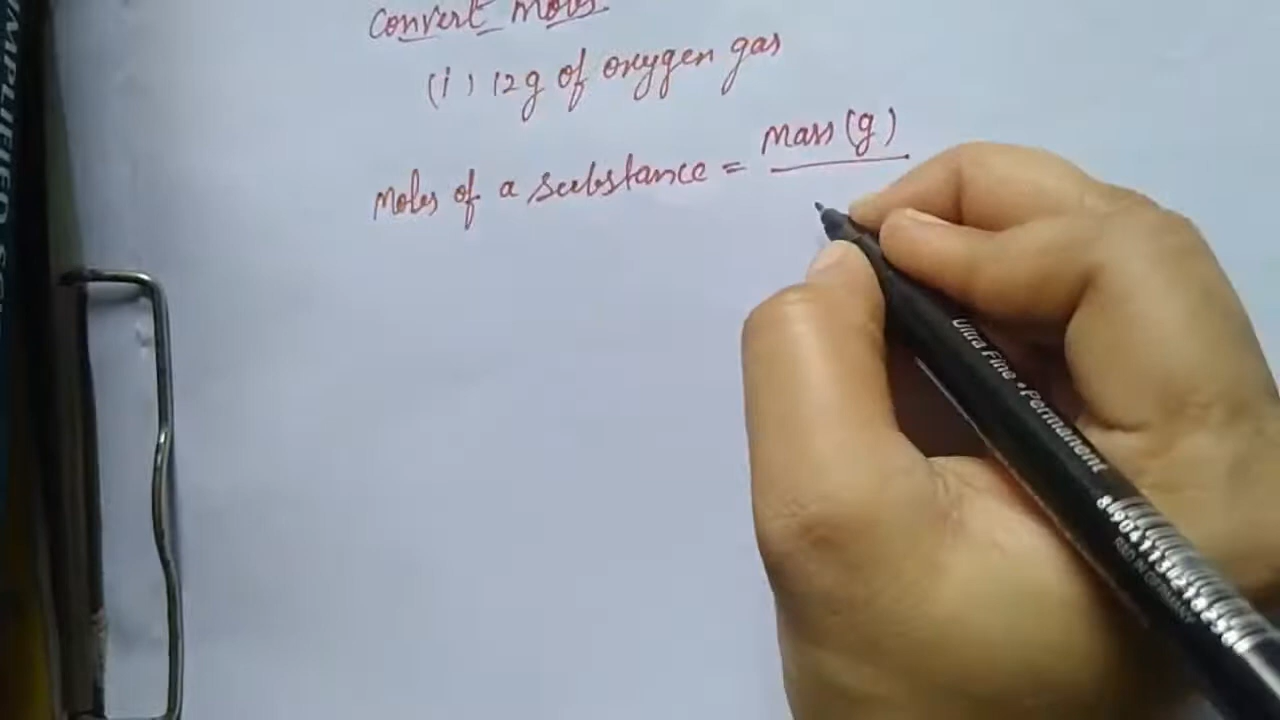 Convert Moles
(i) 12g of oxygen gas
Mass (g)
Moles of a substance =
Ultra Fine • Permanent